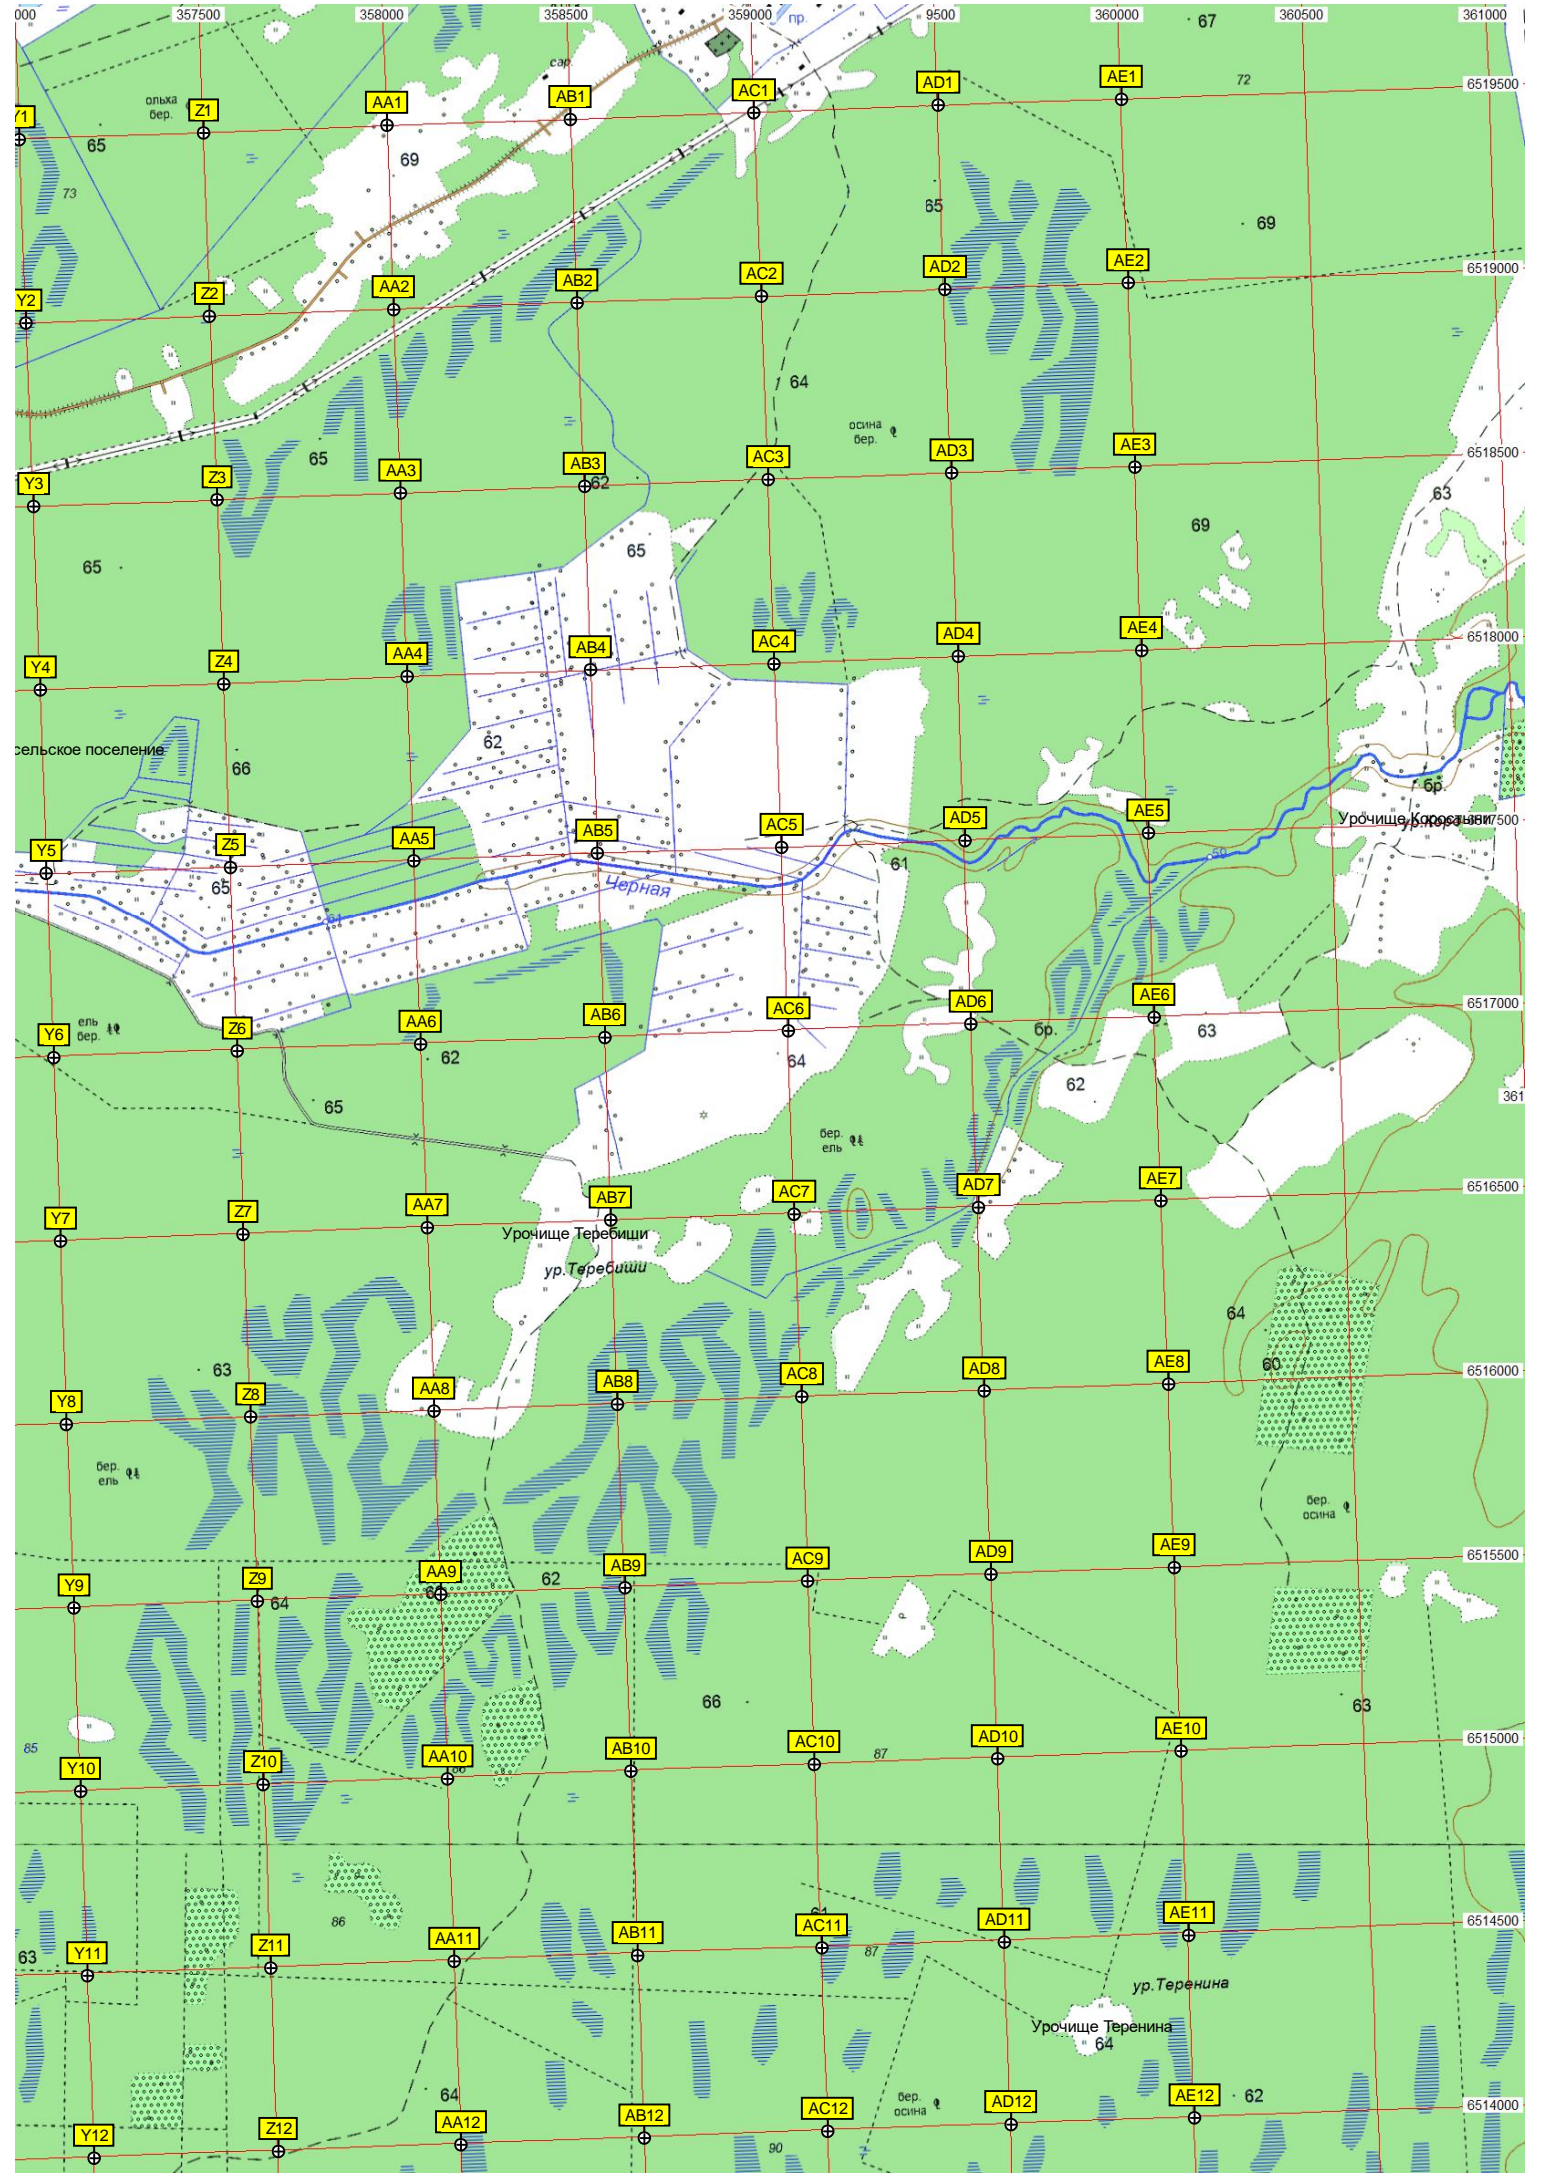 000 357500 358000 358500 359000 9500 360000 360500 361000
пр.
67
сар.
72
6519500
Y1 Z1 AA1 AB1 AC1 AD1 AE1
ольха
бер.
65
69
73
65
69
6519000
Y2 Z2 AA2 AB2 AC2 AD2 AE2
64
осина
бер.
65
6518500
Y3 Z3 AA3 AB3 AC3 AD3 AE3
62
63
65
69
65
6518000
Y4 Z4 AA4 AB4 AC4 AD4 AE4
62
сельское поселение
66
бр.
Урочище Коростыни
Y5 Z5 AA5 AB5 AC5 AD5 AE5
59
61
65
Черная
61
6517000
Y6 Z6 AA6 AB6 AC6 AD6 AE6
ель
бер.
бр.
63
62
64
62
361
65
бер.
ель
6516500
Y7 Z7 AA7 AB7 AC7 AD7 AE7
Урочище Теребиши
ур.Теребиши
64
60
63
6516000
Y8 Z8 AA8 AB8 AC8 AD8 AE8
бер.
ель
бер.
осина
6515500
Y9 Z9 AA9 AB9 AC9 AD9 AE9
62
64
66
63
85
6515000
Y10 Z10 AA10 AB10 AC10 AD10 AE10
87
86
6514500
Y11 Z11 AA11 AB11 AC11 AD11 AE11
63
87
ур.Теренина
Урочище Теренина
64
64
бер.
осина
62
6514000
Y12 Z12 AA12 AB12 AC12 AD12 AE12
90